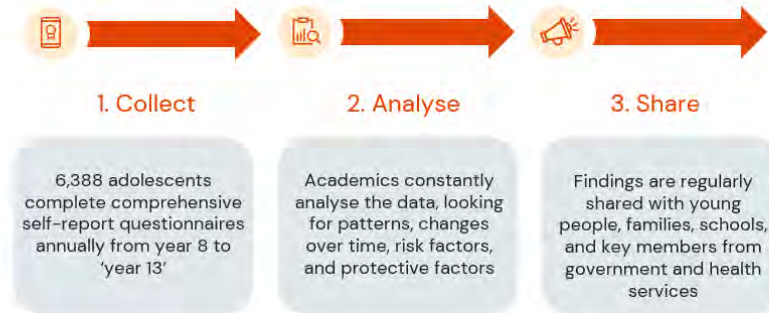 1. Collect
6,388 adolescents
complete comprehensive
self-report questionnaires
annually from year 8 to
‘year 13’
2. Analyse
Academics constantly
analyse the data, looking
for patterns, changes
over time, risk factors,
and protective factors
3. Share
Findings are regularly
shared with young
people, families, schools,
and key members from
government and health
services